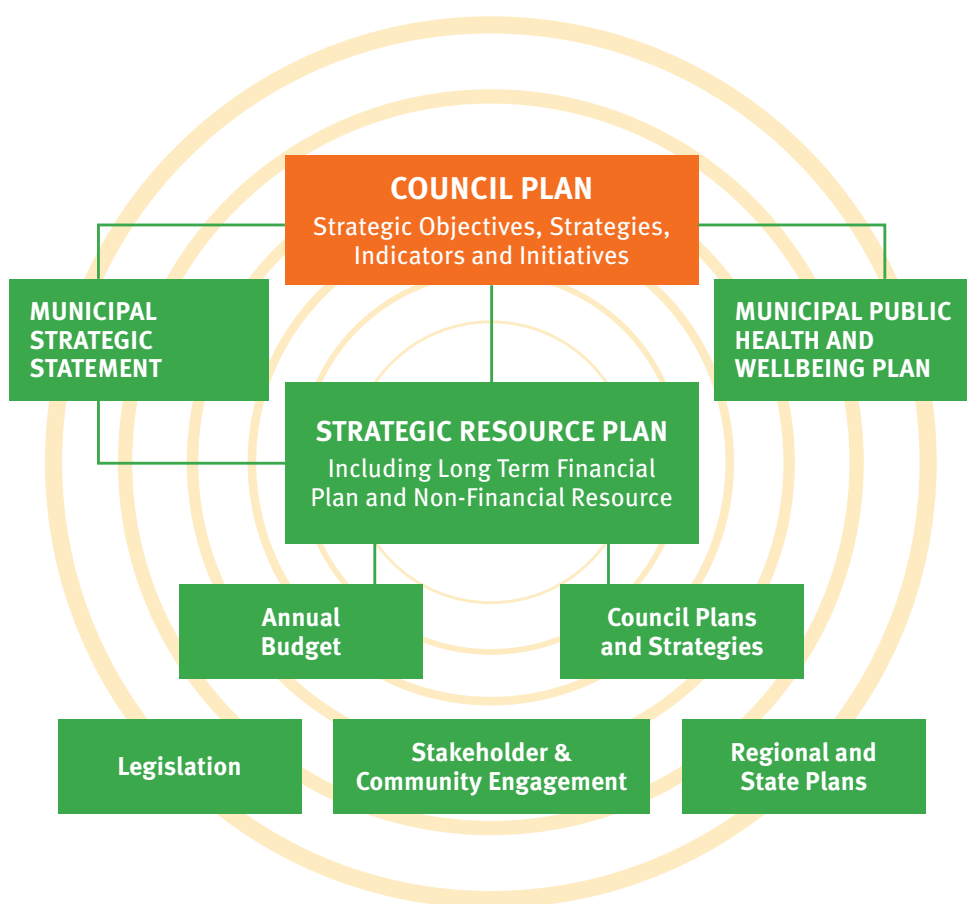 COUNCIL PLAN
Strategic Objectives, Strategies,
Indicators and Initiatives
MUNICIPAL
STRATEGIC
STATEMENT
MUNICIPAL PUBLIC
HEALTH AND
WELLBEING PLAN
STRATEGIC RESOURCE PLAN
Including Long Term Financial
Plan and Non-Financial Resource
Annual
Budget
Council Plans
and Strategies
Legislation
Stakeholder &
Community Engagement
Regional and
State Plans